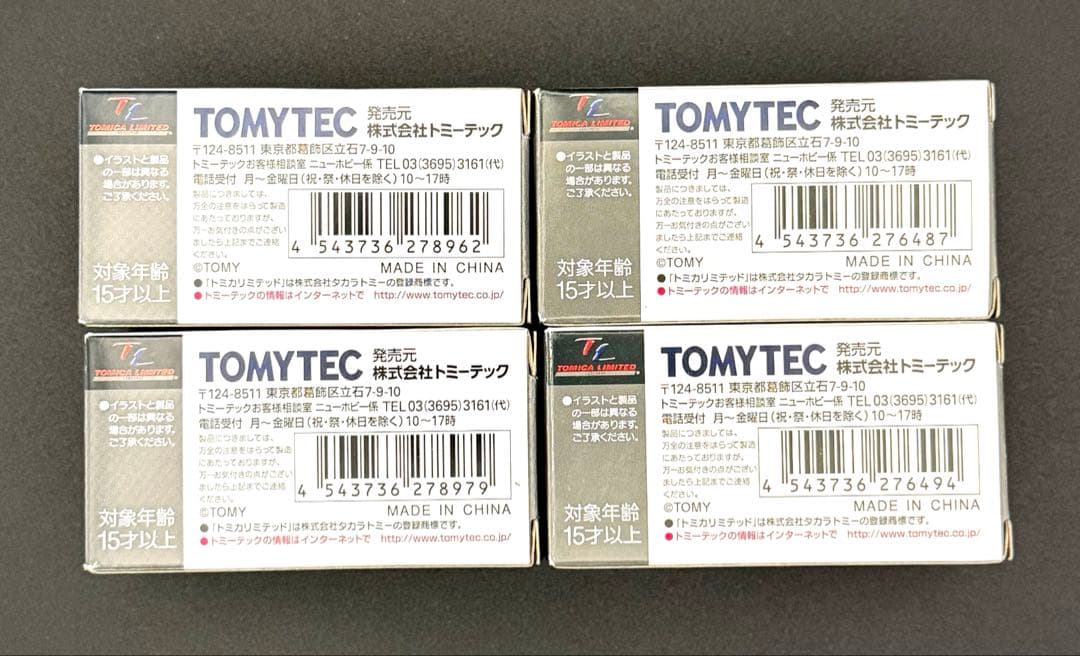 TL
TOMICA LIMITED
●イラストと製品
の一部は異なる
場合があります。
ご了承ください。
対象年齢
15才以上
TOMYTEC 発売元
株式会社トミーテック
〒124-8511 東京都葛飾区立石7-9-10
トミーテックお客様相談室 ニューホビー係 TEL 03(3695)3161(代)
電話受付 月〜金曜日(祝・祭・休日を除く)10〜17時
製品につきましては、
万全の注意をはらって製造
にあたっておりますが、
万一お気付きの点がござい
ましたら上記までご連絡
ください。
4 543736 278962
©TOMY MADE IN CHINA
●「トミカリミテッド」は株式会社タカラトミーの登録商標です。
●トミーテックの情報はインターネットで http://www.tomytec.co.jp/
TL
TOMICA LIMITED
●イラストと製品
の一部は異なる
場合があります。
ご了承ください。
対象年齢
15才以上
TOMYTEC 発売元
株式会社トミーテック
〒124-8511 東京都葛飾区立石7-9-10
トミーテックお客様相談室 ニューホビー係 TEL 03(3695)3161(代)
電話受付 月〜金曜日(祝・祭・休日を除く)10〜17時
製品につきましては、
万全の注意をはらって製造
にあたっておりますが、
万一お気付きの点がござい
ましたら上記までご連絡
ください。
4 543736 276487
©TOMY MADE IN CHINA
●「トミカリミテッド」は株式会社タカラトミーの登録商標です。
●トミーテックの情報はインターネットで http://www.tomytec.co.jp/
TL
TOMICA LIMITED
●イラストと製品
の一部は異なる
場合があります。
ご了承ください。
対象年齢
15才以上
TOMYTEC 発売元
株式会社トミーテック
〒124-8511 東京都葛飾区立石7-9-10
トミーテックお客様相談室 ニューホビー係 TEL 03(3695)3161(代)
電話受付 月〜金曜日(祝・祭・休日を除く)10〜17時
製品につきましては、
万全の注意をはらって製造
にあたっておりますが、
万一お気付きの点がござい
ましたら上記までご連絡
ください。
4 543736 278979
©TOMY MADE IN CHINA
●「トミカリミテッド」は株式会社タカラトミーの登録商標です。
●トミーテックの情報はインターネットで http://www.tomytec.co.jp/
TL
TOMICA LIMITED
●イラストと製品
の一部は異なる
場合があります。
ご了承ください。
対象年齢
15才以上
TOMYTEC 発売元
株式会社トミーテック
〒124-8511 東京都葛飾区立石7-9-10
トミーテックお客様相談室 ニューホビー係 TEL 03(3695)3161(代)
電話受付 月〜金曜日(祝・祭・休日を除く)10〜17時
製品につきましては、
万全の注意をはらって製造
にあたっておりますが、
万一お気付きの点がござい
ましたら上記までご連絡
ください。
4 543736 276494
©TOMY MADE IN CHINA
●「トミカリミテッド」は株式会社タカラトミーの登録商標です。
●トミーテックの情報はインターネットで http://www.tomytec.co.jp/